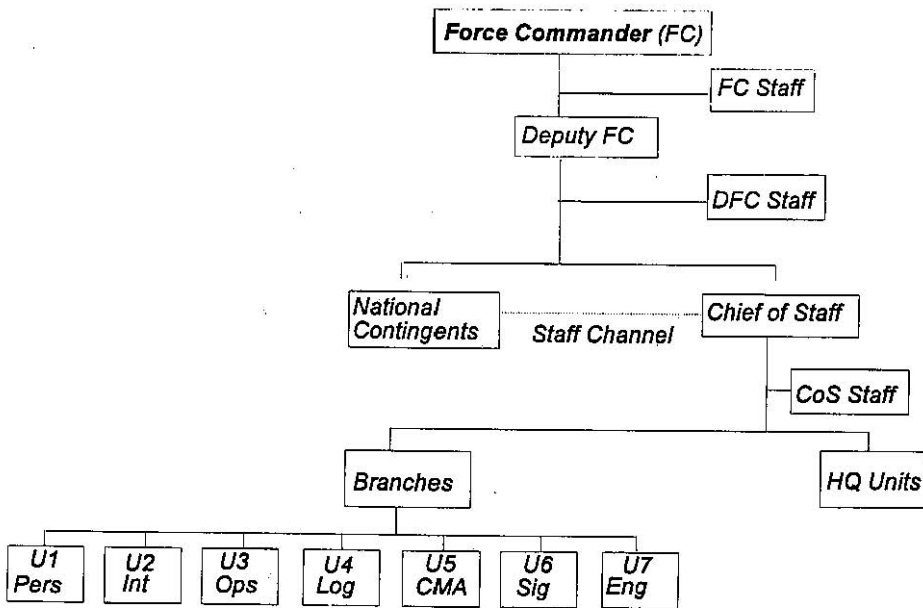 Force Commander (FC)
FC Staff
Deputy FC
DFC Staff
National
Contingents
Staff Channel
Chief of Staff
CoS Staff
Branches
HQ Units
U1
Pers
U2
Int
U3
Ops
U4
Log
U5
CMA
U6
Sig
U7
Eng